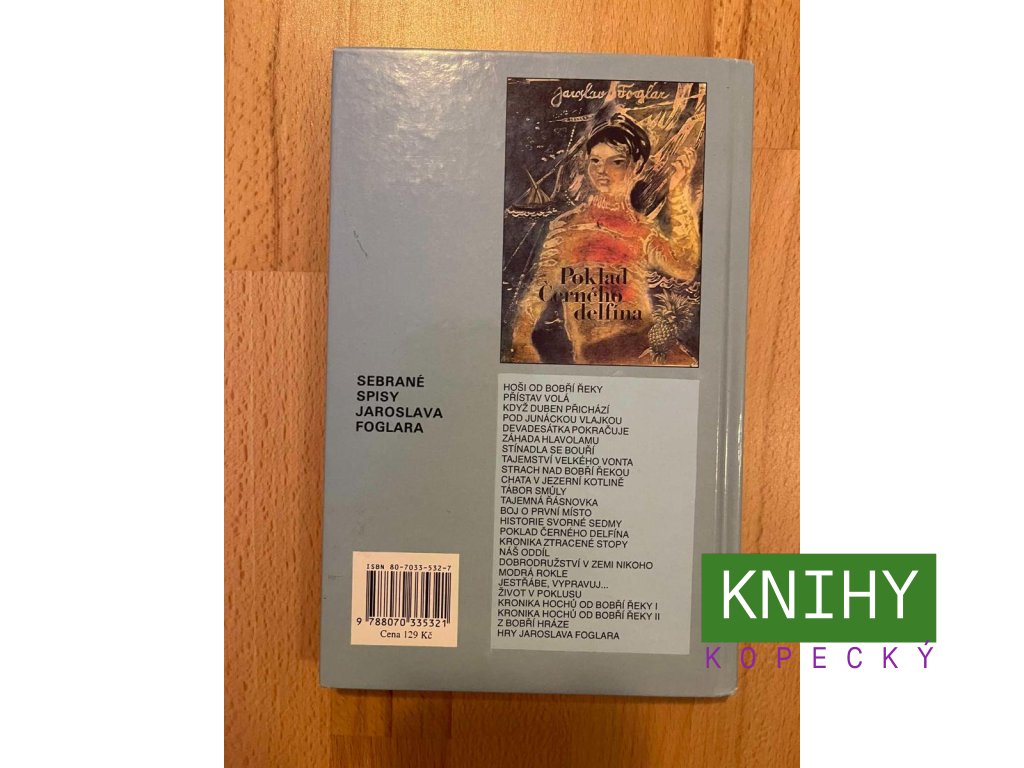 Jaroslav Foglar
Poklad
Černého
delfína
SEBRANÉ
SPISY
JAROSLAVA
FOGLARA
HOŠI OD BOBŘÍ ŘEKY
PŘÍSTAV VOLÁ
KDYŽ DUBEN PŘICHÁZÍ
POD JUNÁCKOU VLAJKOU
DEVADESÁTKA POKRAČUJE
ZÁHADA HLAVOLAMU
STÍNADLA SE BOUŘÍ
TAJEMSTVÍ VELKÉHO VONTA
STRACH NAD BOBŘÍ ŘEKOU
CHATA V JEZERNÍ KOTLINĚ
TÁBOR SMŮLY
TAJEMNÁ ŘÁSNOVKA
BOJ O PRVNÍ MÍSTO
HISTORIE SVORNÉ SEDMY
POKLAD ČERNÉHO DELFÍNA
KRONIKA ZTRACENÉ STOPY
NÁŠ ODDÍL
DOBRODRUŽSTVÍ V ZEMI NIKOHO
MODRÁ ROKLE
JESTŘÁBE, VYPRAVUJ...
ŽIVOT V POKLUSU
KRONIKA HOCHŮ OD BOBŘÍ ŘEKY I
KRONIKA HOCHŮ OD BOBŘÍ ŘEKY II
Z BOBŘÍ HRÁZE
HRY JAROSLAVA FOGLARA
ISBN 80-7033-532-7
9 788070 335321
Cena 129 Kč
KNIHY
KOPECKÝ